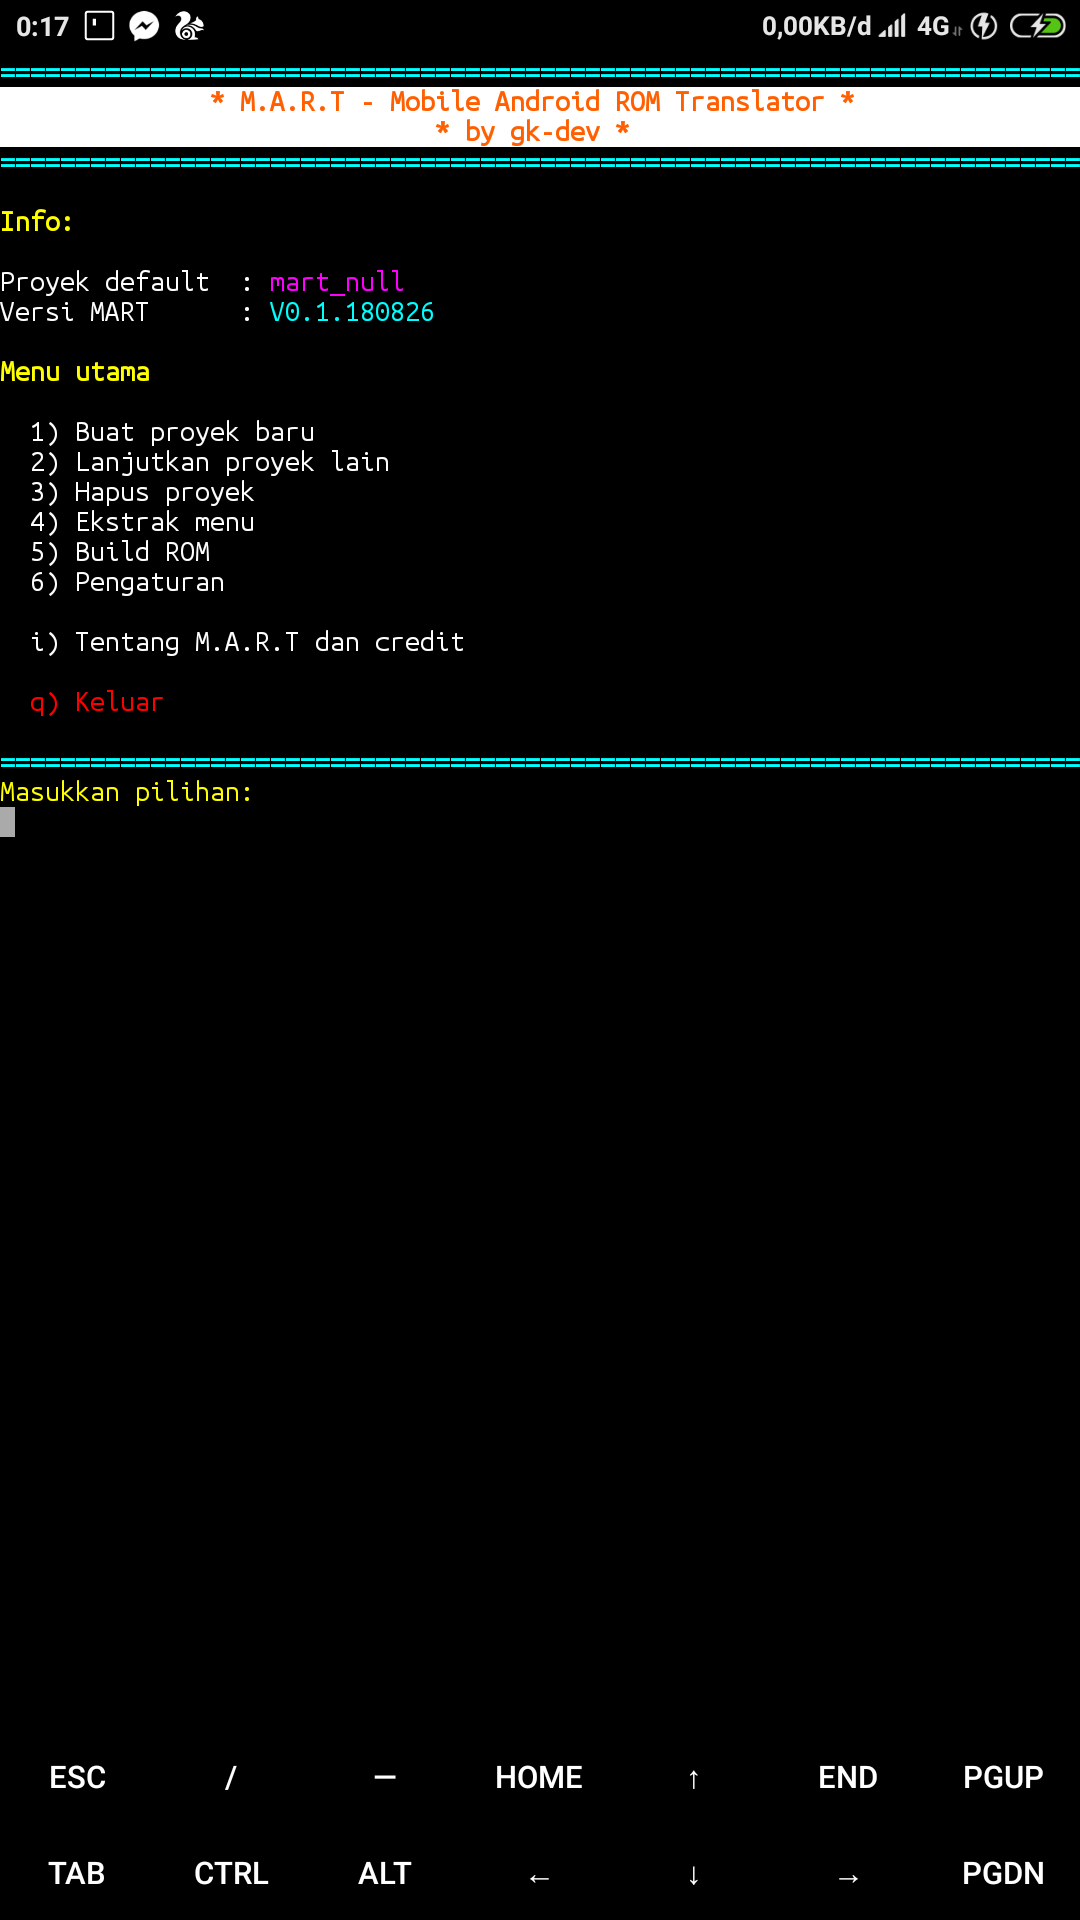 0:17 0,00KB/d 4G
========================================================================
* M.A.R.T - Mobile Android ROM Translator *
* by gk-dev *
========================================================================
Info:
Proyek default : mart_null
Versi MART : V0.1.180826
Menu utama
1) Buat proyek baru
2) Lanjutkan proyek lain
3) Hapus proyek
4) Ekstrak menu
5) Build ROM
6) Pengaturan
i) Tentang M.A.R.T dan credit
q) Keluar
========================================================================
Masukkan pilihan:
ESC / — HOME ↑ END PGUP
TAB CTRL ALT ← ↓ → PGDN